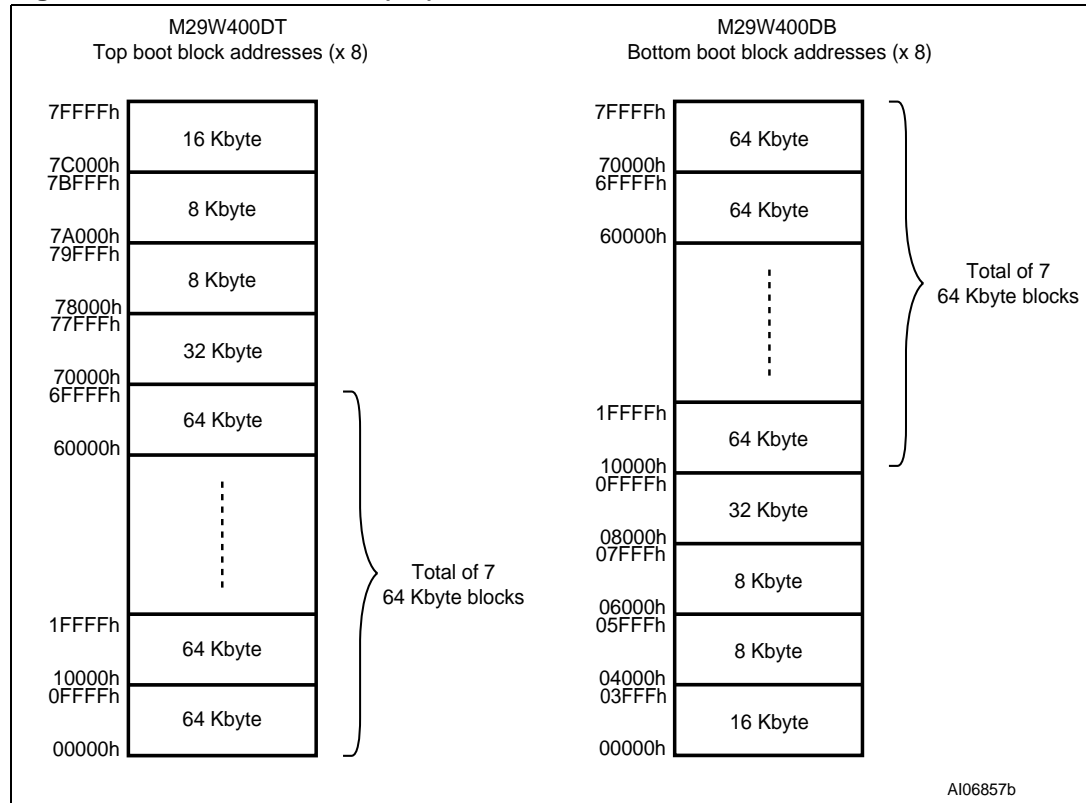 M29W400DT
Top boot block addresses (x 8)
7FFFFh
16 Kbyte
7C000h
7BFFFh
8 Kbyte
7A000h
79FFFh
8 Kbyte
78000h
77FFFh
32 Kbyte
70000h
6FFFFh
64 Kbyte
60000h
Total of 7
64 Kbyte blocks
1FFFFh
64 Kbyte
10000h
0FFFFh
64 Kbyte
00000h
M29W400DB
Bottom boot block addresses (x 8)
7FFFFh
64 Kbyte
70000h
6FFFFh
64 Kbyte
60000h
Total of 7
64 Kbyte blocks
1FFFFh
64 Kbyte
10000h
0FFFFh
32 Kbyte
08000h
07FFFh
8 Kbyte
06000h
05FFFh
8 Kbyte
04000h
03FFFh
16 Kbyte
00000h
AI06857b